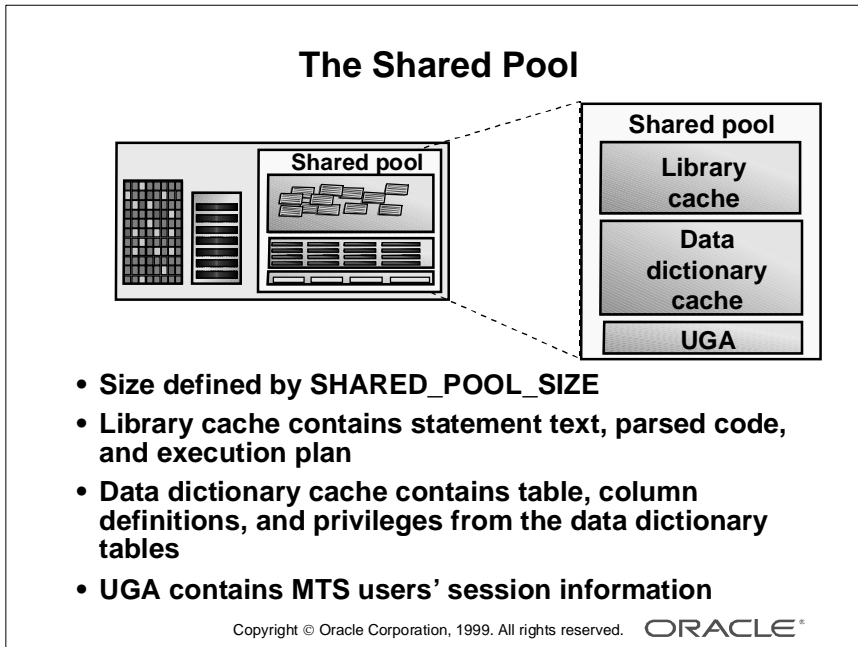 The Shared Pool
Shared pool
Shared pool
Library
cache
Data
dictionary
cache
UGA
• Size defined by SHARED_POOL_SIZE
• Library cache contains statement text, parsed code,
and execution plan
• Data dictionary cache contains table, column
definitions, and privileges from the data dictionary
tables
• UGA contains MTS users’ session information
Copyright © Oracle Corporation, 1999. All rights reserved. ORACLE®